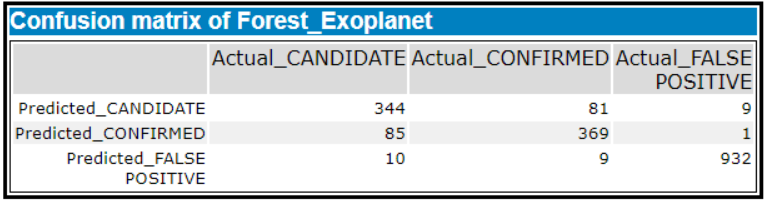 Confusion matrix of Forest_Exoplanet
Actual_CANDIDATE Actual_CONFIRMED Actual_FALSE
POSITIVE
Predicted_CANDIDATE 344 81 9
Predicted_CONFIRMED 85 369 1
Predicted_FALSE 10 9 932
POSITIVE